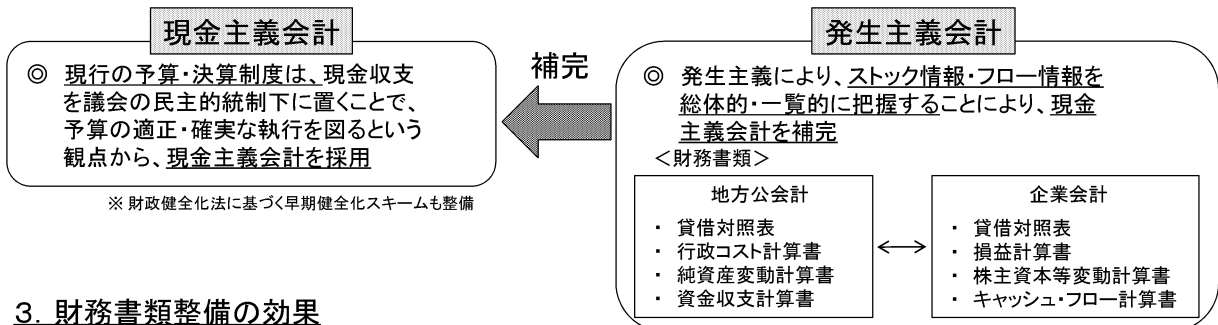 現金主義会計
◎ 現行の予算・決算制度は、現金収支
を議会の民主的統制下に置くことで、
予算の適正・確実な執行を図るという
観点から、現金主義会計を採用
※ 財政健全化法に基づく早期健全化スキームも整備
補完
発生主義会計
◎ 発生主義により、ストック情報・フロー情報を
総体的・一覧的に把握することにより、現金
主義会計を補完
＜財務書類＞
地方公会計
・ 貸借対照表
・ 行政コスト計算書
・ 純資産変動計算書
・ 資金収支計算書
企業会計
・ 貸借対照表
・ 損益計算書
・ 株主資本等変動計算書
・ キャッシュ・フロー計算書
３．財務書類整備の効果